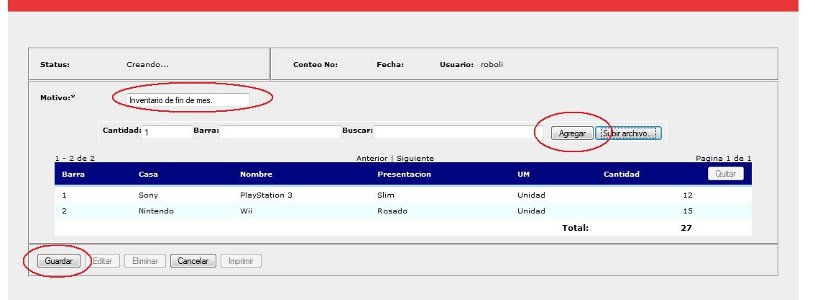 Status: Creando... Conteo No: Fecha: Usuario: roboli
Motivo:* Inventario de fin de mes.
Cantidad: 1 Barra: Buscar: Agregar Subir archivo...
1 - 2 de 2 Anterior | Siguiente Pagina 1 de 1
Barra Casa Nombre Presentacion UM Cantidad Quitar
1 Sony PlayStation 3 Slim Unidad 12
2 Nintendo Wii Rosado Unidad 15
Total: 27
Guardar Editar Eliminar Cancelar Imprimir